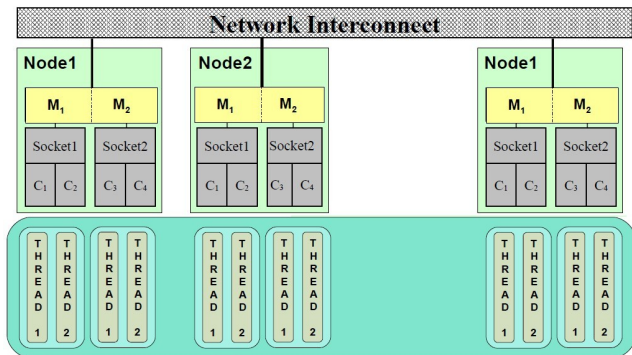 Network Interconnect
Node1
Node2
Node1
M1 M2
M1 M2
M1 M2
Socket1 Socket2
Socket1 Socket2
Socket1 Socket2
C1 C2 C3 C4
C1 C2 C3 C4
C1 C2 C3 C4
THREAD 1
THREAD 2
THREAD 1
THREAD 2
THREAD 1
THREAD 2
THREAD 1
THREAD 2
THREAD 1
THREAD 2
THREAD 1
THREAD 2